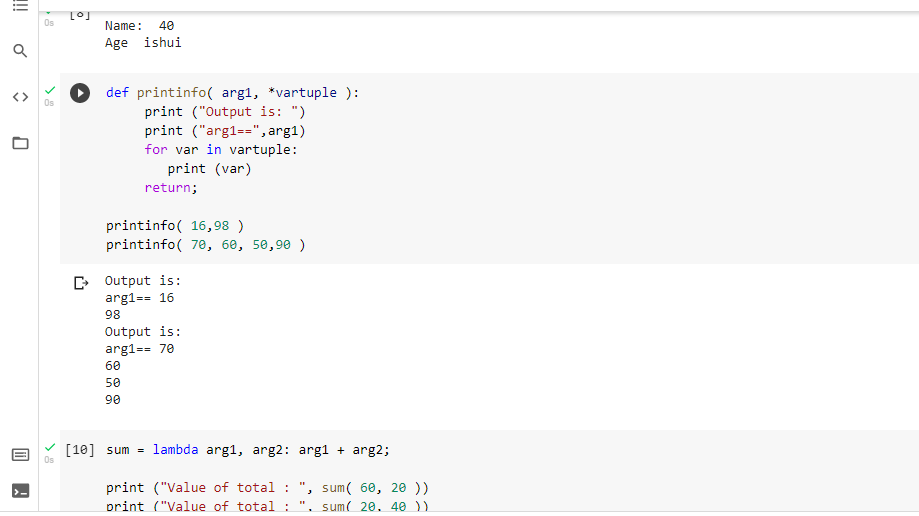 0s
[8]
Name:  40
Age  ishui
0s
def printinfo( arg1, *vartuple ):
     print ("Output is: ")
     print ("arg1==",arg1)
     for var in vartuple:
        print (var)
     return;
printinfo( 16,98 )
printinfo( 70, 60, 50,90 )
Output is:
arg1== 16
98
Output is:
arg1== 70
60
50
90
0s
[10] sum = lambda arg1, arg2: arg1 + arg2;
print ("Value of total : ", sum( 60, 20 ))
print ("Value of total : ", sum( 20, 40 ))